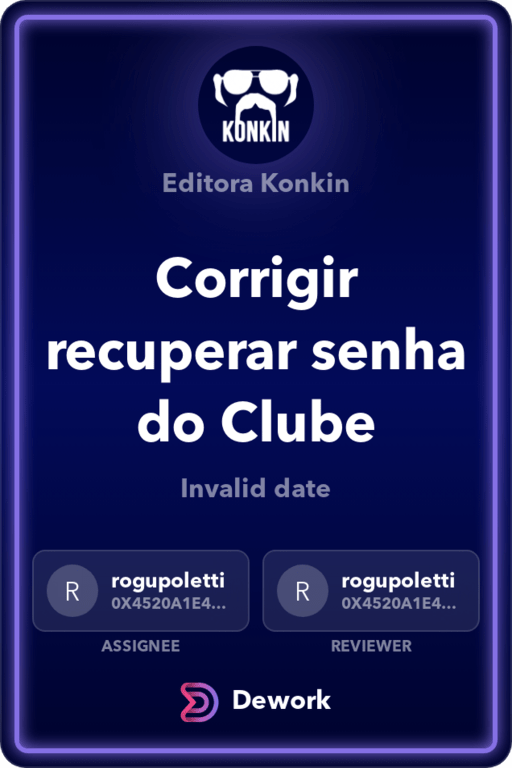 KONKIN
Editora Konkin
Corrigir
recuperar senha
do Clube
Invalid date
R rogupoletti
0X4520A1E4...
R rogupoletti
0X4520A1E4...
ASSIGNEE
REVIEWER
Dework